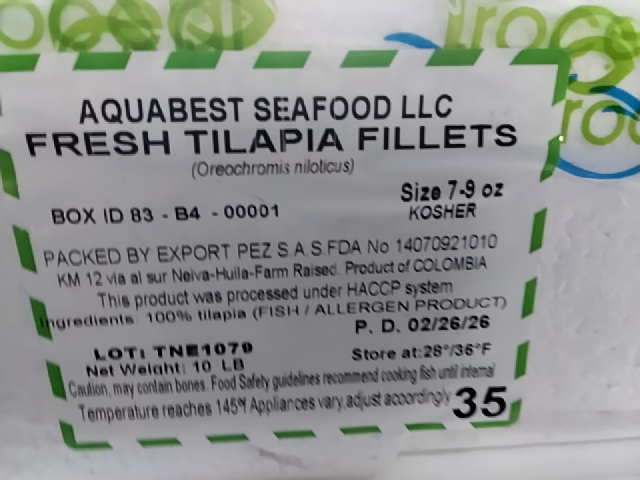 AQUABEST SEAFOOD LLC
FRESH TILAPIA FILLETS
(Oreochromis niloticus)
Size 7-9 oz
BOX ID 83 - B4 - 00001
KOSHER
PACKED BY EXPORT PEZ S.A.S.FDA No 14070921010
KM 12 via al sur Neiva-Huila-Farm Raised. Product of COLOMBIA
This product was processed under HACCP system
Ingredients: 100% tilapia (FISH / ALLERGEN PRODUCT)
P. D. 02/26/26
LOT: TNE1079
Store at:28°/36°F
Net Weight: 10 LB
Caution, may contain bones. Food Safety guidelines recommend cooking fish until internal
Temperature reaches 145°F Appliances vary,adjust acoordingly
35